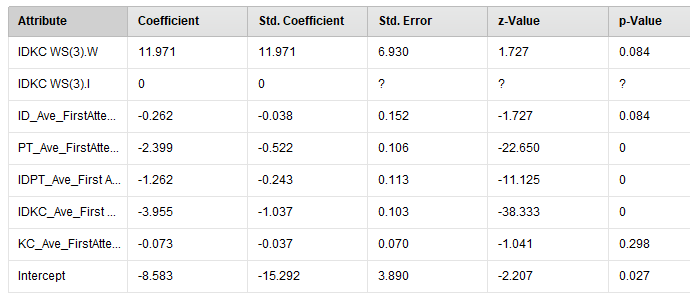 Attribute Coefficient Std. Coefficient Std. Error z-Value p-Value
IDKC WS(3).W 11.971 11.971 6.930 1.727 0.084
IDKC WS(3).I 0 0 ? ? ?
ID_Ave_FirstAtte... -0.262 -0.038 0.152 -1.727 0.084
PT_Ave_FirstAtte... -2.399 -0.522 0.106 -22.650 0
IDPT_Ave_First A... -1.262 -0.243 0.113 -11.125 0
IDKC_Ave_First ... -3.955 -1.037 0.103 -38.333 0
KC_Ave_FirstAtte... -0.073 -0.037 0.070 -1.041 0.298
Intercept -8.583 -15.292 3.890 -2.207 0.027